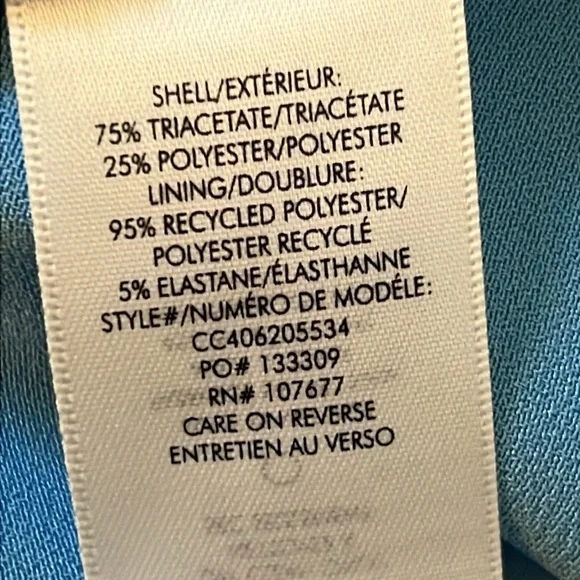 SHELL/EXTÉRIEUR:
75% TRIACETATE/TRIACÉTATE
25% POLYESTER/POLYESTER
LINING/DOUBLURE:
95% RECYCLED POLYESTER/
POLYESTER RECYCLÉ
5% ELASTANE/ÉLASTHANNE
STYLE#/NUMÉRO DE MODÉLE:
CC406205534
PO# 133309
RN# 107677
CARE ON REVERSE
ENTRETIEN AU VERSO